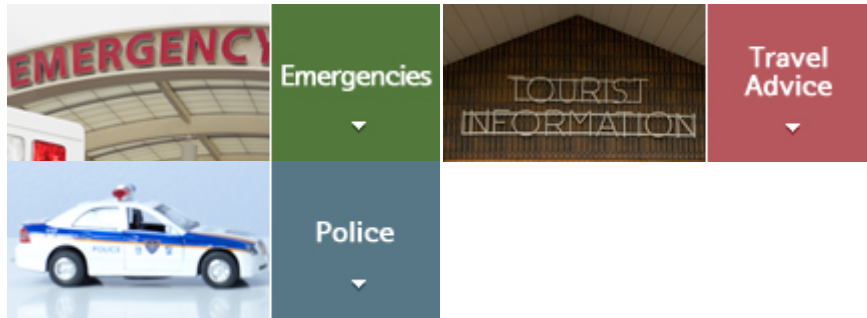 EMERGENCY
Emergencies
TOURIST
INFORMATION
Travel
Advice
POLICE
Police